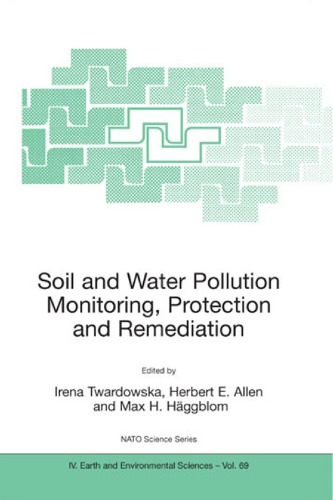 Soil and Water Pollution
Monitoring, Protection
and Remediation
Edited by
Irena Twardowska, Herbert E. Allen
and Max H. Häggblom
NATO Science Series
IV. Earth and Environmental Sciences – Vol. 69